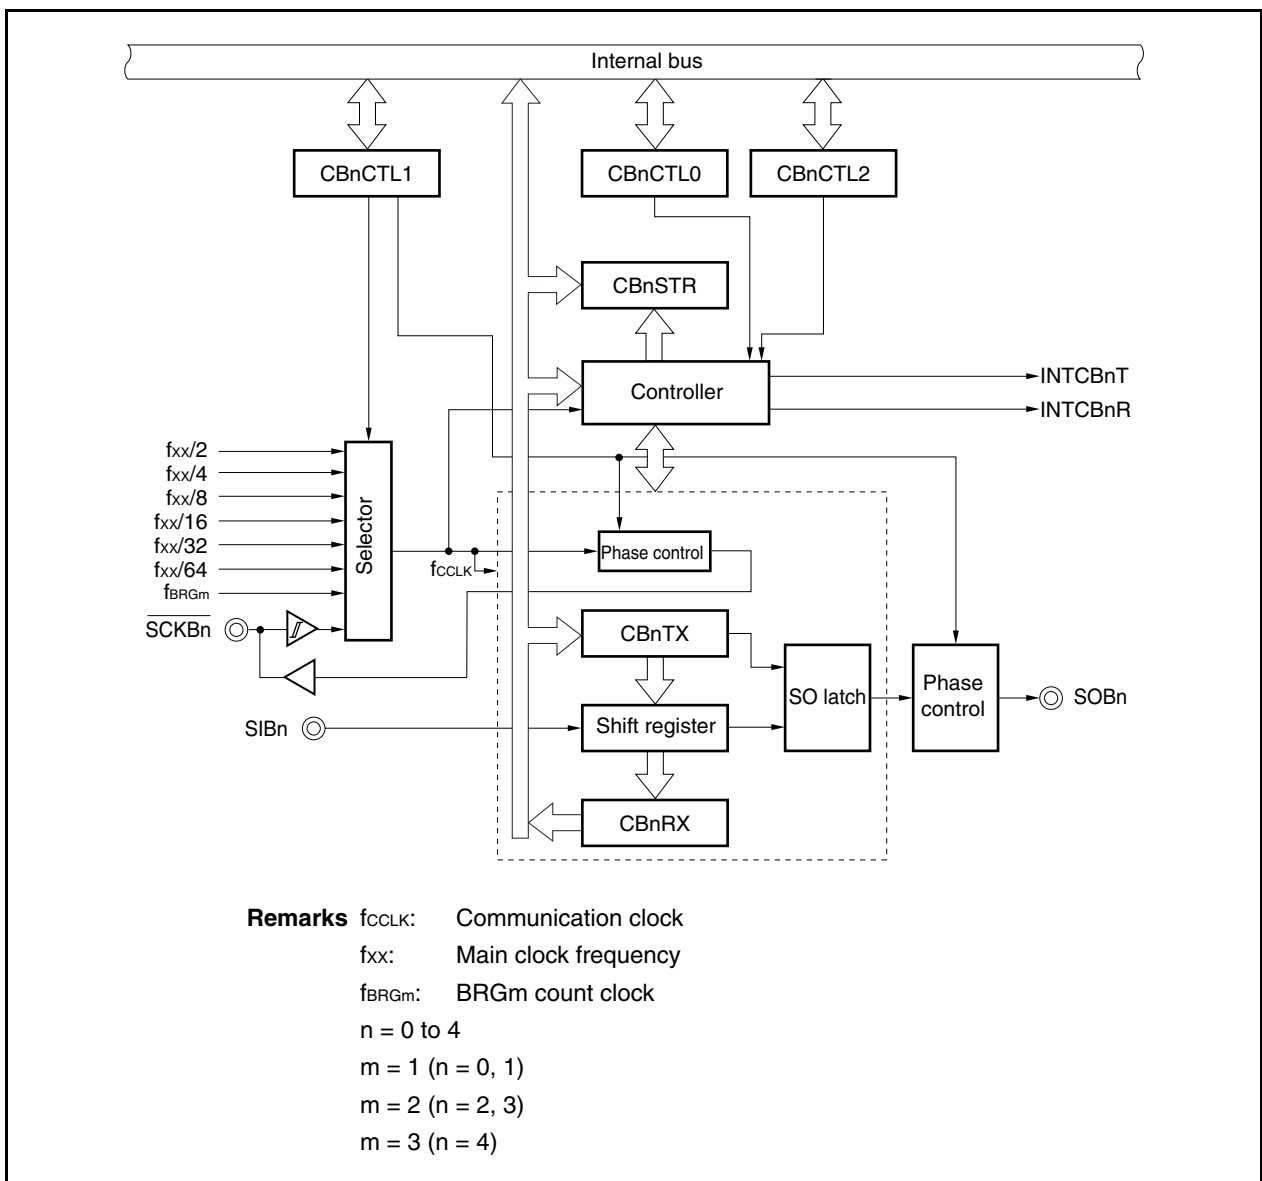 Internal bus
CBnCTL1
CBnCTL0
CBnCTL2
CBnSTR
Controller
INTCBnT
INTCBnR
fxx/2
fxx/4
fxx/8
fxx/16
fxx/32
fxx/64
fBRGm
SCKBn
Selector
fCCLK
Phase control
CBnTX
SO latch
Phase
control
SOBn
SIBn
Shift register
CBnRX
Remarks fCCLK: Communication clock
fxx: Main clock frequency
fBRGm: BRGm count clock
n = 0 to 4
m = 1 (n = 0, 1)
m = 2 (n = 2, 3)
m = 3 (n = 4)